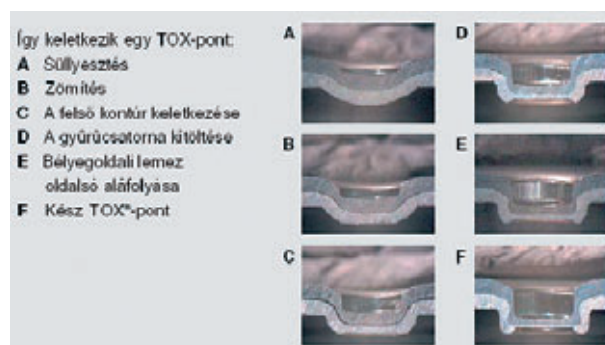 Így keletkezik egy TOX-pont:
A Süllyesztés
B Zömítés
C A felső kontúr keletkezése
D A gyűrűcsatorna kitöltése
E Bélyegoldali lemez
oldalsó aláfolyása
F Kész TOX®-pont
A
D
B
E
C
F